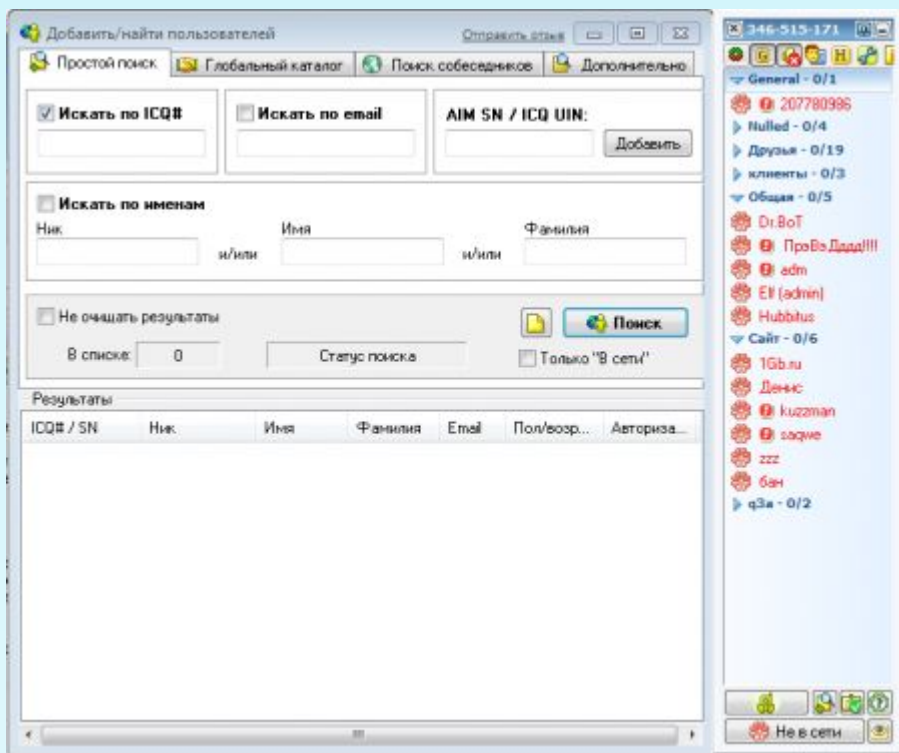 Добавить/найти пользователей
Отправить отзыв
Простой поиск
Глобальный каталог
Поиск собеседников
Дополнительно
Искать по ICQ#
Искать по email
AIM SN / ICQ UIN:
Добавить
Искать по именам
Ник
Имя
Фамилия
и/или
и/или
Не очищать результаты
Поиск
В списке:
0
Статус поиска
Только "В сети"
Результаты
ICQ# / SN
Ник
Имя
Фамилия
Email
Пол/возр...
Авториза...
346-515-171
General - 0/1
207780986
Nulled - 0/4
Друзья - 0/19
клиенты - 0/3
Общая - 0/5
Dr.BoT
ПрэВэДддд!!!!
adm
Elf (admin)
Hubbitus
Сайт - 0/6
1Gb.ru
Денис
kuzzman
saqwe
zzz
бан
q3a - 0/2
Не в сети